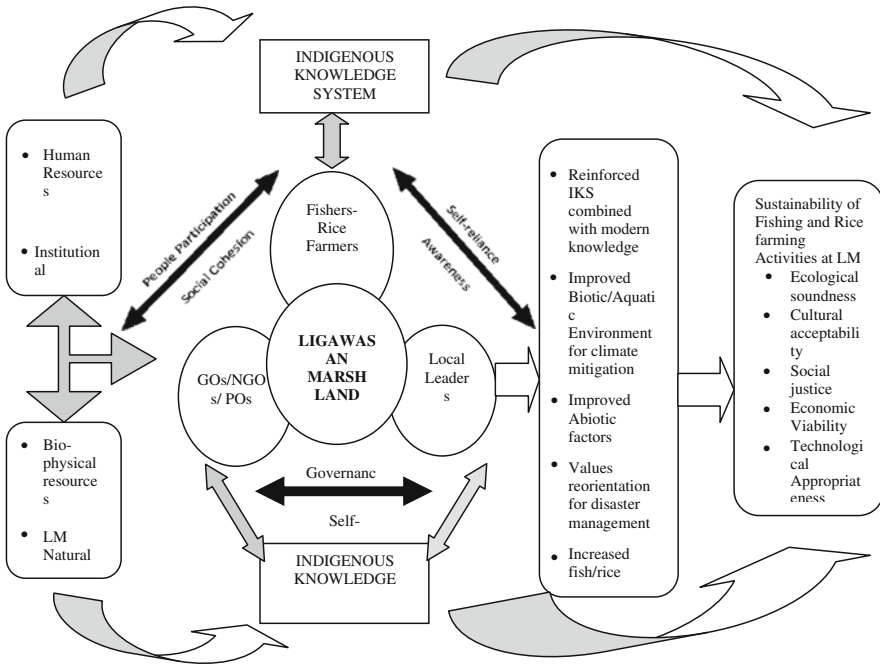 INDIGENOUS
KNOWLEDGE
SYSTEM
• Human
Resource
s
• Institution
al
People Participation
Social Cohesion
Fishers-
Rice
Farmers
Self-reliance
Awareness
GOs/NGO
s/ POs
LIGAWAS
AN
MARSH
LAND
Local
Leader
s
• Bio-
physical
resource
s
• LM
Natural
Governanc
Self-
INDIGENOUS
KNOWLEDGE
• Reinforced
IKS
combined
with modern
knowledge
• Improved
Biotic/Aquati
c
Environment
for climate
mitigation
• Improved
Abiotic
factors
• Values
reorientation
for disaster
management
• Increased
fish/rice
Sustainability of
Fishing and Rice
farming
Activities at LM
• Ecological
soundness
• Cultural
acceptabil
ity
• Social
justice
• Economic
Viability
• Technolog
ical
Appropriat
eness